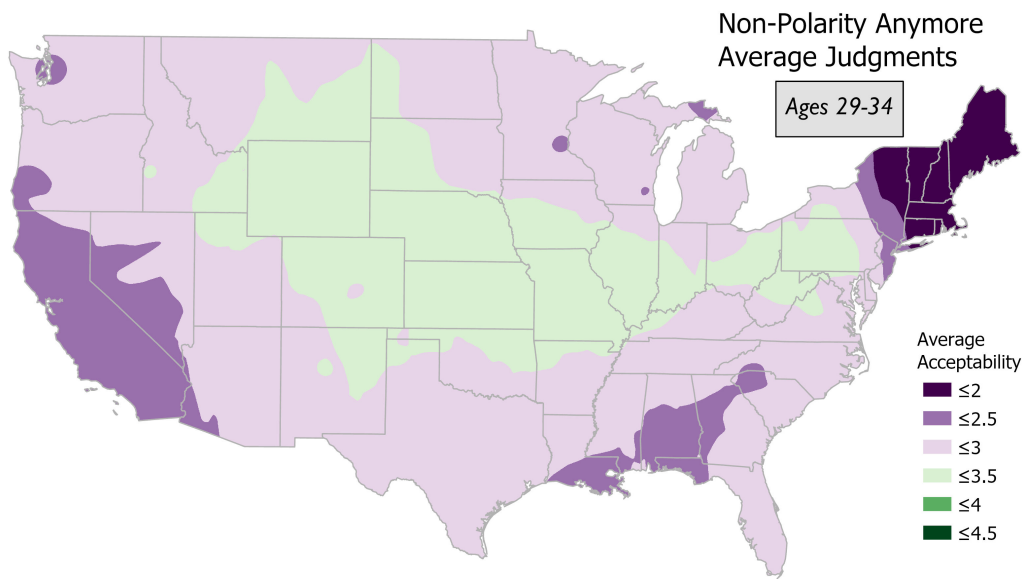 Non-Polarity Anymore
Average Judgments
Ages 29-34
Average
Acceptability
≤2
≤2.5
≤3
≤3.5
≤4
≤4.5